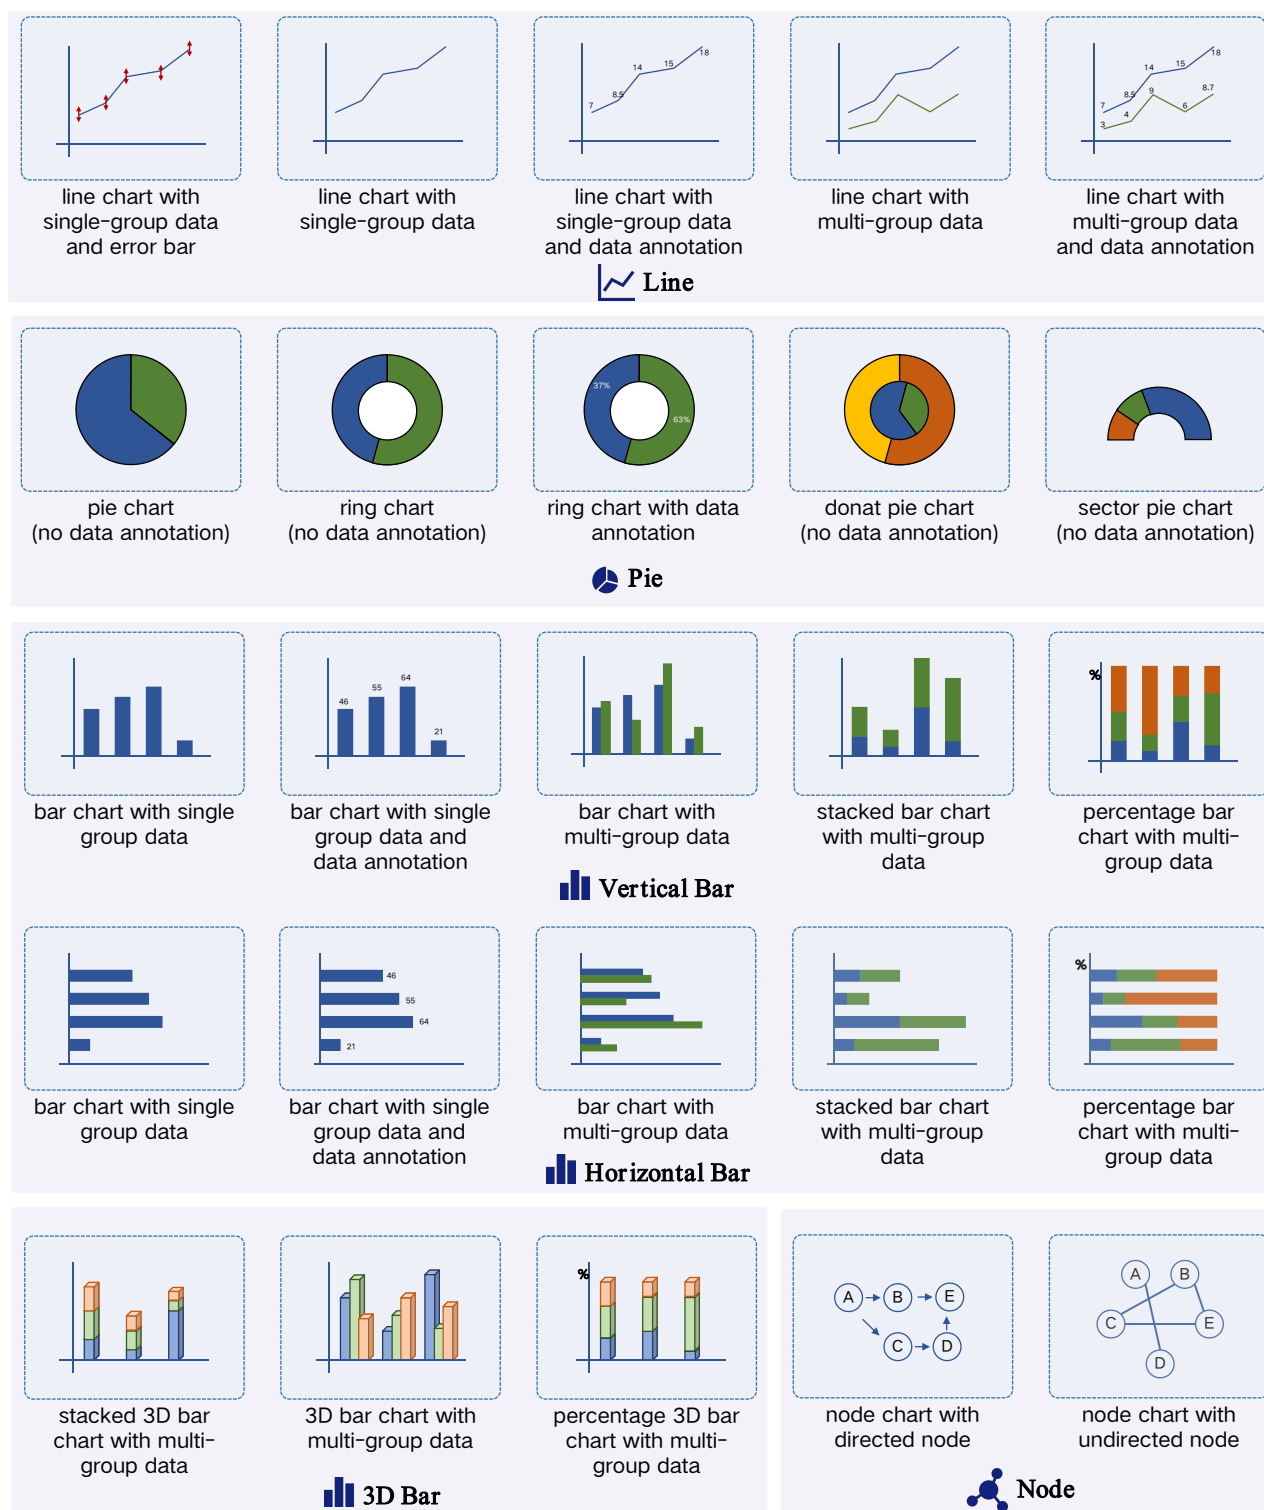 7 8.5 14 15 18
7 8.5 14 15 18
3 4 9 6 8.7
line chart with
single-group data
and error bar
line chart with
single-group data
line chart with
single-group data
and data annotation
line chart with
multi-group data
line chart with
multi-group data
and data annotation
Line
37%
63%
pie chart
(no data annotation)
ring chart
(no data annotation)
ring chart with data
annotation
donat pie chart
(no data annotation)
sector pie chart
(no data annotation)
Pie
46 55 64 21
%
bar chart with single
group data
bar chart with single
group data and
data annotation
bar chart with
multi-group data
stacked bar chart
with multi-group
data
percentage bar
chart with multi-
group data
Vertical Bar
46
55
64
21
%
bar chart with single
group data
bar chart with single
group data and
data annotation
bar chart with
multi-group data
stacked bar chart
with multi-group
data
percentage bar
chart with multi-
group data
Horizontal Bar
%
stacked 3D bar
chart with multi-
group data
3D bar chart with
multi-group data
percentage 3D bar
chart with multi-
group data
3D Bar
A B E
C D
A B
C E
D
node chart with
directed node
node chart with
undirected node
Node